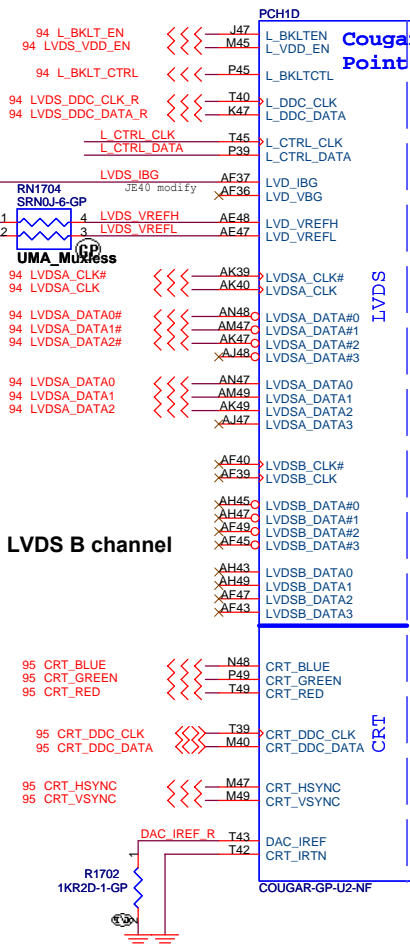 PCH1D
94 L_BKLT_EN J47 L_BKLTEN Cougar
94 LVDS_VDD_EN M45 L_VDD_EN Point
94 L_BKLT_CTRL P45 L_BKLTCTL
94 LVDS_DDC_CLK_R T40 L_DDC_CLK
94 LVDS_DDC_DATA_R K47 L_DDC_DATA
L_CTRL_CLK T45 L_CTRL_CLK
L_CTRL_DATA P39 L_CTRL_DATA
LVDS_IBG AF37 LVD_IBG
RN1704 JE40 modify AF36 LVD_VBG
SRN0J-6-GP
1 4 LVDS_VREFH AE48 LVD_VREFH
2 3 LVDS_VREFL AE47 LVD_VREFL
GP
UMA_Muxless
94 LVDSA_CLK# AK39 LVDSA_CLK#
94 LVDSA_CLK AK40 LVDSA_CLK
LVDS
94 LVDSA_DATA0# AN48 LVDSA_DATA#0
94 LVDSA_DATA1# AM47 LVDSA_DATA#1
94 LVDSA_DATA2# AK47 LVDSA_DATA#2
AJ48 LVDSA_DATA#3
94 LVDSA_DATA0 AN47 LVDSA_DATA0
94 LVDSA_DATA1 AM49 LVDSA_DATA1
94 LVDSA_DATA2 AK49 LVDSA_DATA2
AJ47 LVDSA_DATA3
AF40 LVDSB_CLK#
AF39 LVDSB_CLK
AH45 LVDSB_DATA#0
AH47 LVDSB_DATA#1
AF49 LVDSB_DATA#2
LVDS B channel AF45 LVDSB_DATA#3
AH43 LVDSB_DATA0
AH49 LVDSB_DATA1
AF47 LVDSB_DATA2
AF43 LVDSB_DATA3
95 CRT_BLUE N48 CRT_BLUE
95 CRT_GREEN P49 CRT_GREEN
95 CRT_RED T49 CRT_RED
CRT
95 CRT_DDC_CLK T39 CRT_DDC_CLK
95 CRT_DDC_DATA M40 CRT_DDC_DATA
95 CRT_HSYNC M47 CRT_HSYNC
95 CRT_VSYNC M49 CRT_VSYNC
DAC_IREF_R T43 DAC_IREF
T42 CRT_IRTN
1
R1702
1KR2D-1-GP COUGAR-GP-U2-NF
2